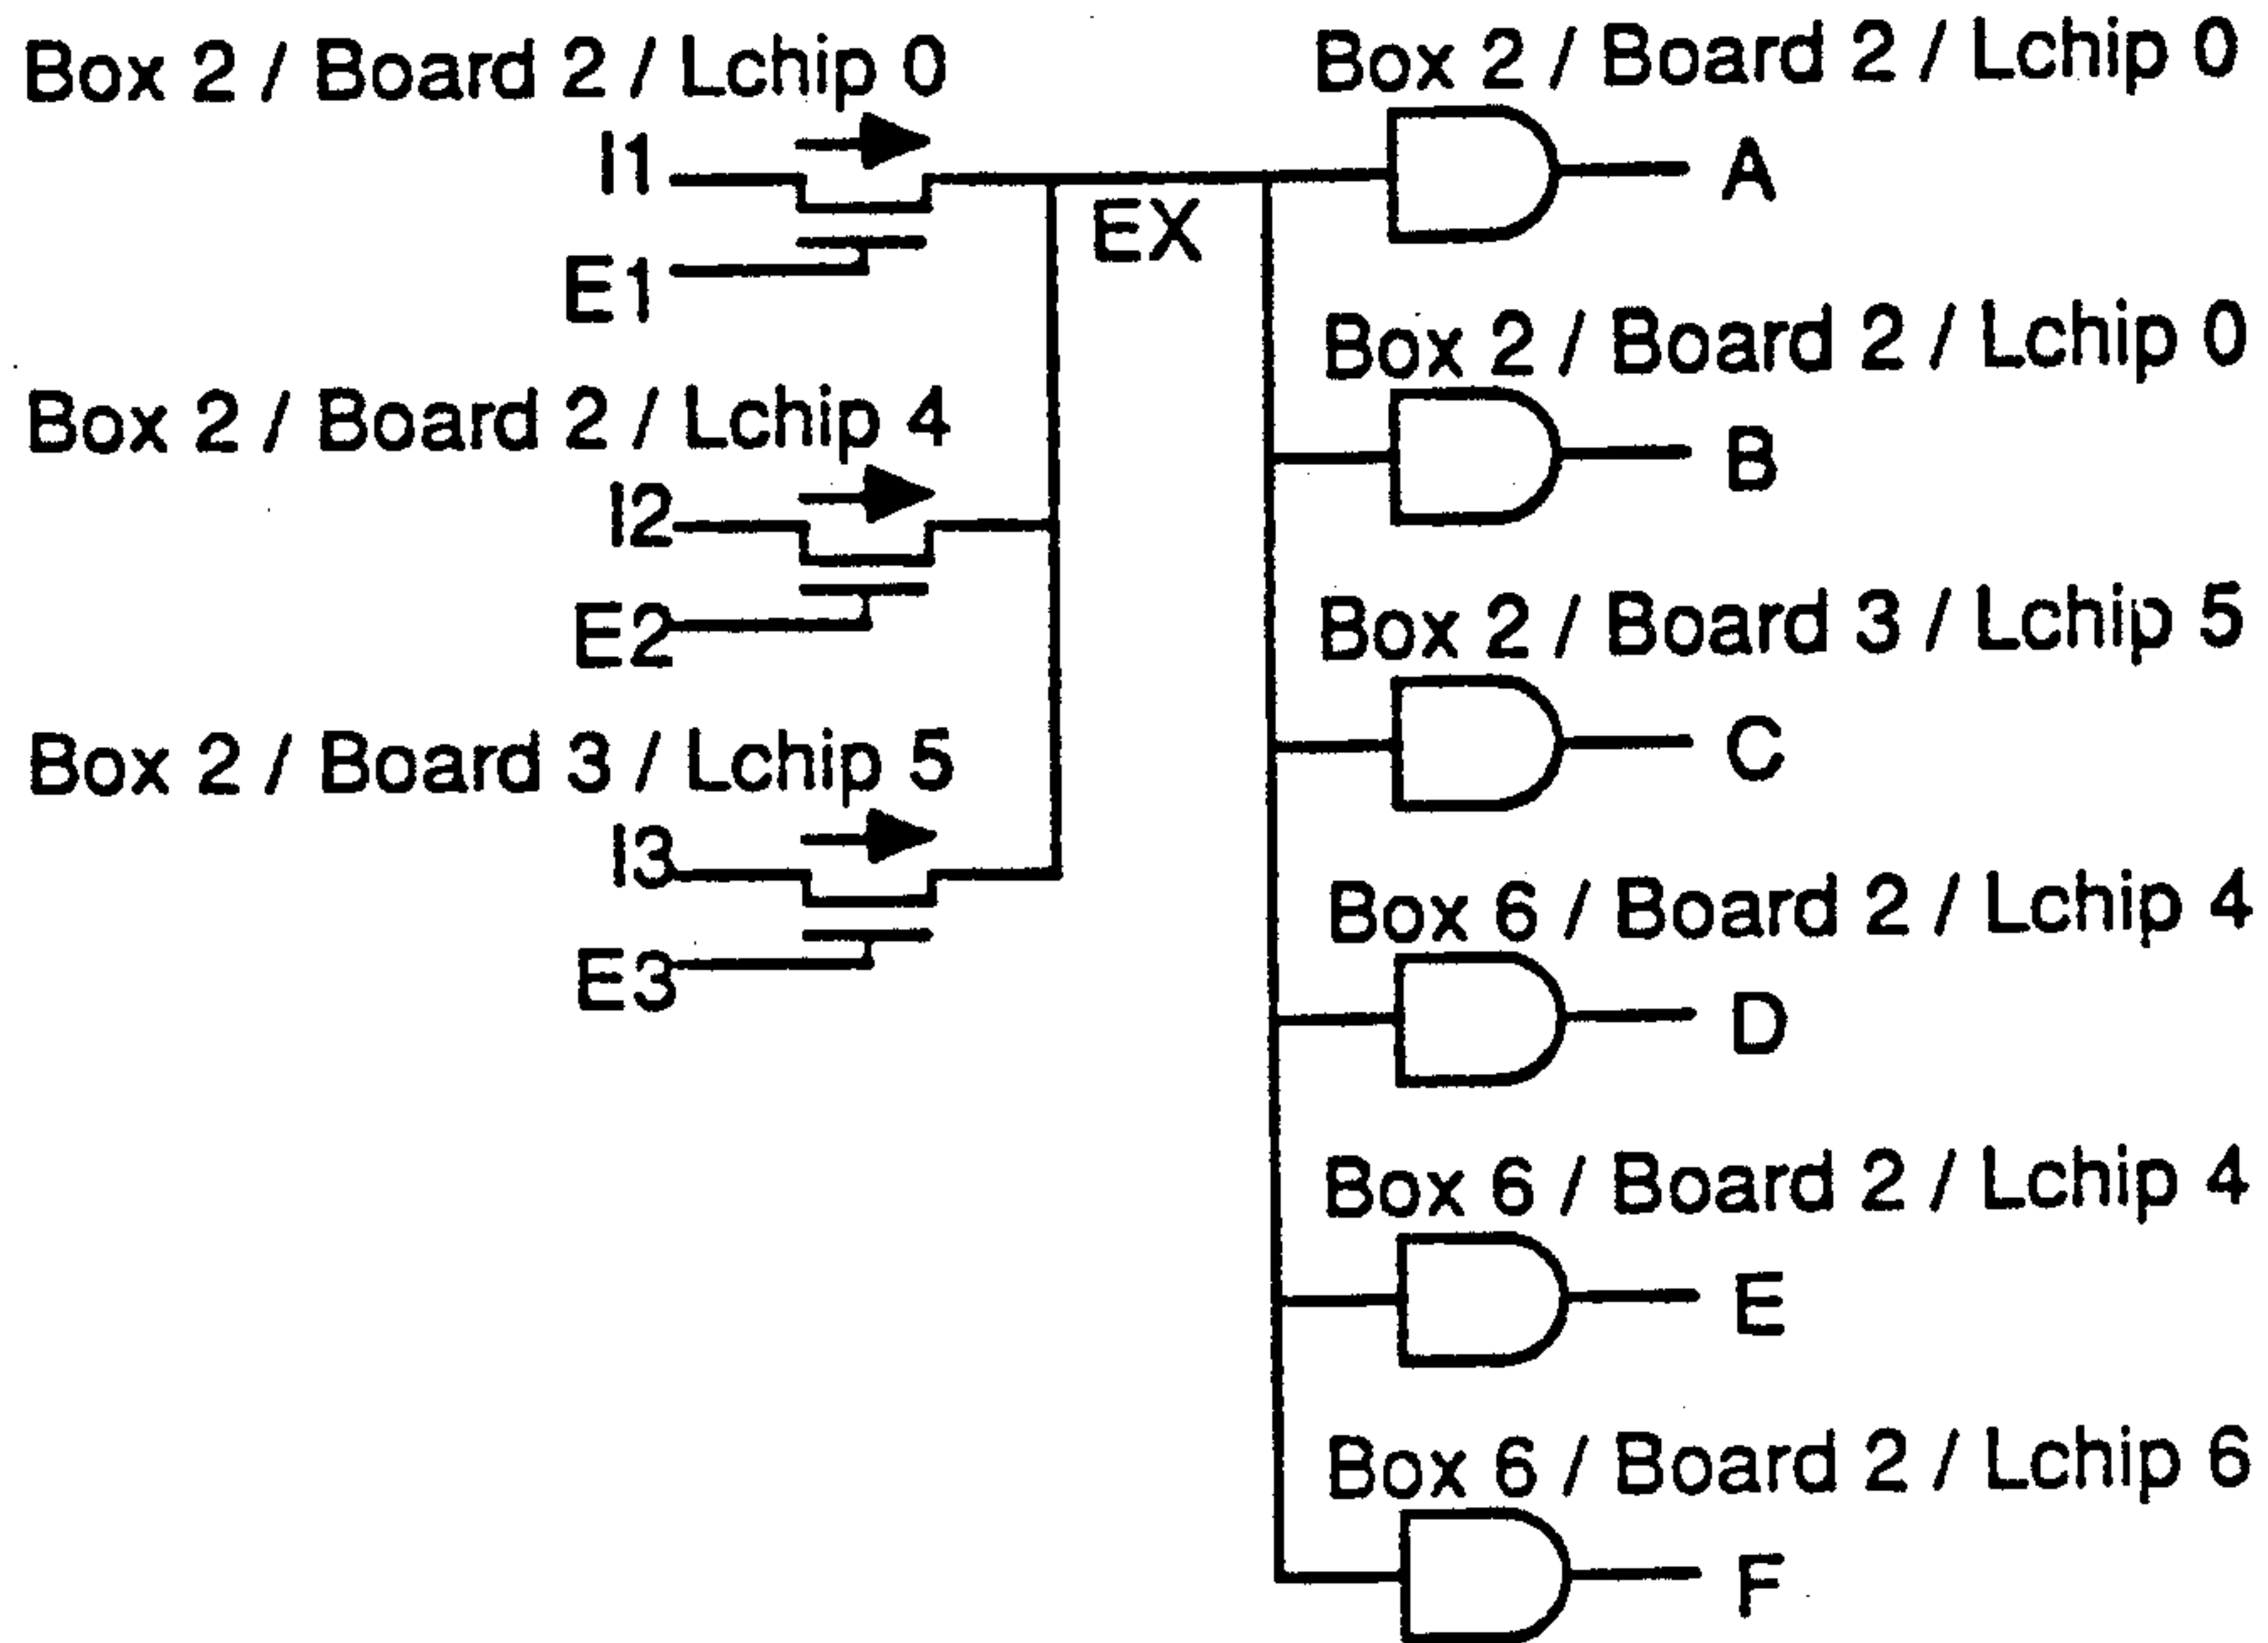 Box 2 / Board 2 / Lchip 0
I1
E1
Box 2 / Board 2 / Lchip 4
I2
E2
Box 2 / Board 3 / Lchip 5
I3
E3
EX
Box 2 / Board 2 / Lchip 0
A
Box 2 / Board 2 / Lchip 0
B
Box 2 / Board 3 / Lchip 5
C
Box 6 / Board 2 / Lchip 4
D
Box 6 / Board 2 / Lchip 4
E
Box 6 / Board 2 / Lchip 6
F